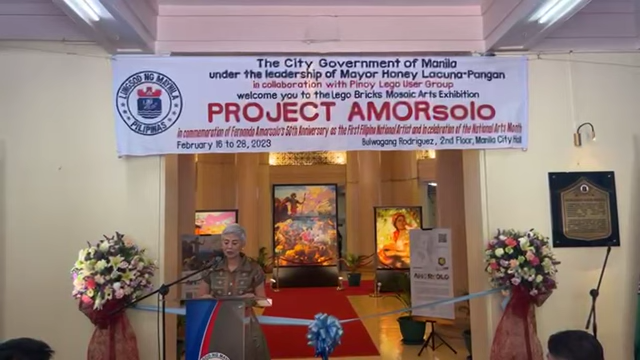 The City Government of Manila
under the leadership of Mayor Honey Lacuna-Pangan
in collaboration with Pinoy Lego User Group
welcome you to the Lego Bricks Mosaic Arts Exhibition
PROJECT AMORsolo
in commemoration of Fernando Amorsolo's 50th Anniversary as the First Filipino National Artist and in celebration of the National Arts Month
February 16 to 28, 2023
Bulwagang Rodriguez, 2nd Floor, Manila City Hall
LUNGSOD NG MAYNILA
PILIPINAS
AMORSOLO